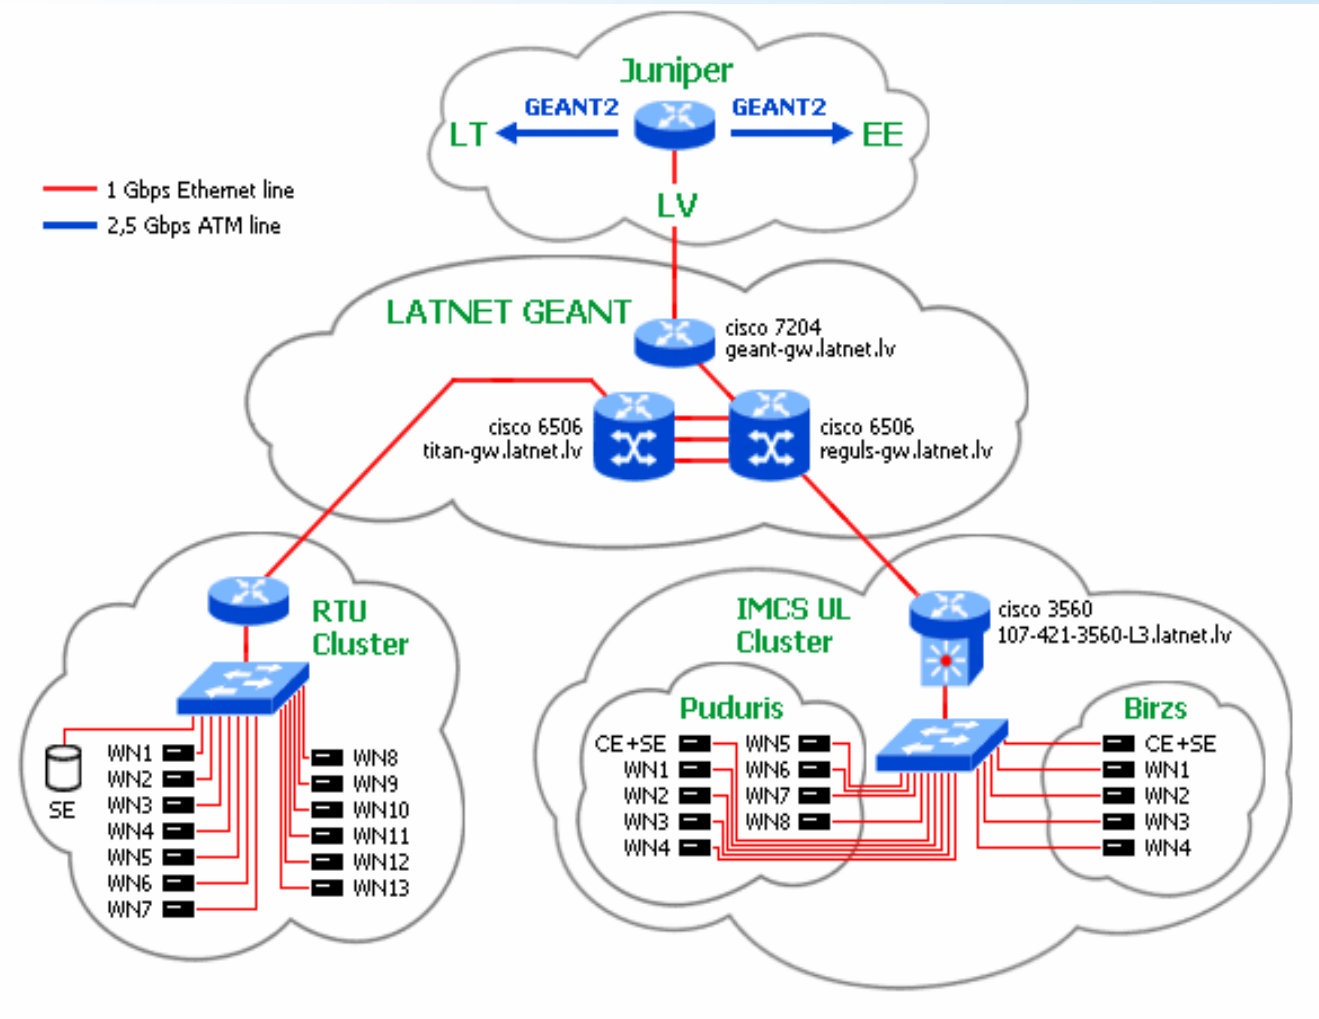 Juniper
GEANT2
GEANT2
LT
EE
LV
1 Gbps Ethernet line
2,5 Gbps ATM line
LATNET GEANT
cisco 7204
geant-gw.latnet.lv
cisco 6506
titan-gw.latnet.lv
cisco 6506
reguls-gw.latnet.lv
RTU
Cluster
SE
WN1
WN2
WN3
WN4
WN5
WN6
WN7
WN8
WN9
WN10
WN11
WN12
WN13
IMCS UL
Cluster
cisco 3560
107-421-3560-L3.latnet.lv
Puduris
CE+SE
WN1
WN2
WN3
WN4
WN5
WN6
WN7
WN8
Birzs
CE+SE
WN1
WN2
WN3
WN4